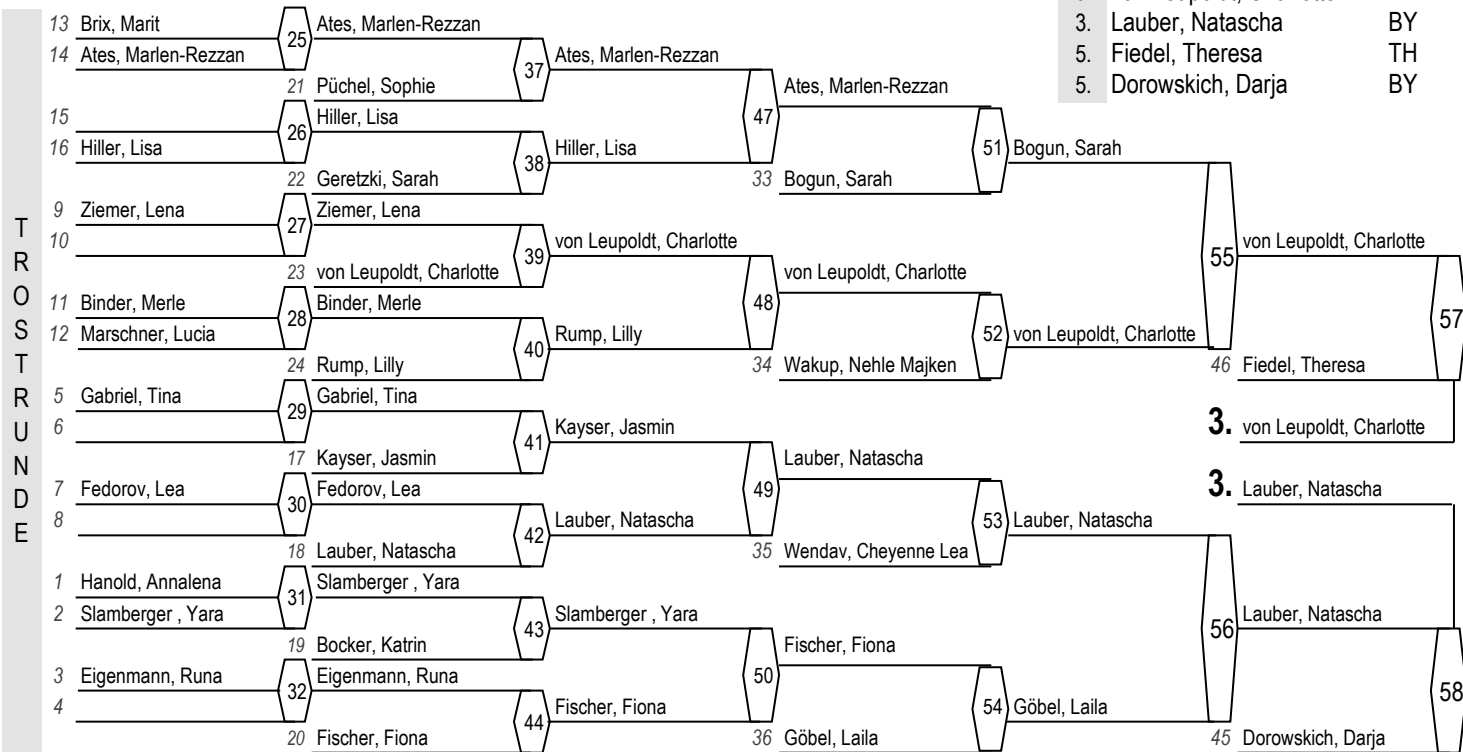 3. Lauber, Natascha BY
5. Fiedel, Theresa TH
5. Dorowskich, Darja BY
TROSTRUNDE
13 Brix, Marit
14 Ates, Marlen-Rezzan
25
Ates, Marlen-Rezzan
21 Püchel, Sophie
37
Ates, Marlen-Rezzan
15
16 Hiller, Lisa
26
Hiller, Lisa
22 Geretzki, Sarah
38
Hiller, Lisa
47
Ates, Marlen-Rezzan
33 Bogun, Sarah
51
Bogun, Sarah
9 Ziemer, Lena
10
27
Ziemer, Lena
23 von Leupoldt, Charlotte
39
von Leupoldt, Charlotte
11 Binder, Merle
12 Marschner, Lucia
28
Binder, Merle
24 Rump, Lilly
40
Rump, Lilly
48
von Leupoldt, Charlotte
34 Wakup, Nehle Majken
52
von Leupoldt, Charlotte
55
von Leupoldt, Charlotte
46 Fiedel, Theresa
57
3. von Leupoldt, Charlotte
5 Gabriel, Tina
6
29
Gabriel, Tina
17 Kayser, Jasmin
41
Kayser, Jasmin
7 Fedorov, Lea
8
30
Fedorov, Lea
18 Lauber, Natascha
42
Lauber, Natascha
49
Lauber, Natascha
35 Wendav, Cheyenne Lea
53
Lauber, Natascha
3. Lauber, Natascha
1 Hanold, Annalena
2 Slamberger , Yara
31
Slamberger , Yara
19 Bocker, Katrin
43
Slamberger , Yara
3 Eigenmann, Runa
4
32
Eigenmann, Runa
20 Fischer, Fiona
44
Fischer, Fiona
50
Fischer, Fiona
36 Göbel, Laila
54
Göbel, Laila
56
Lauber, Natascha
45 Dorowskich, Darja
58